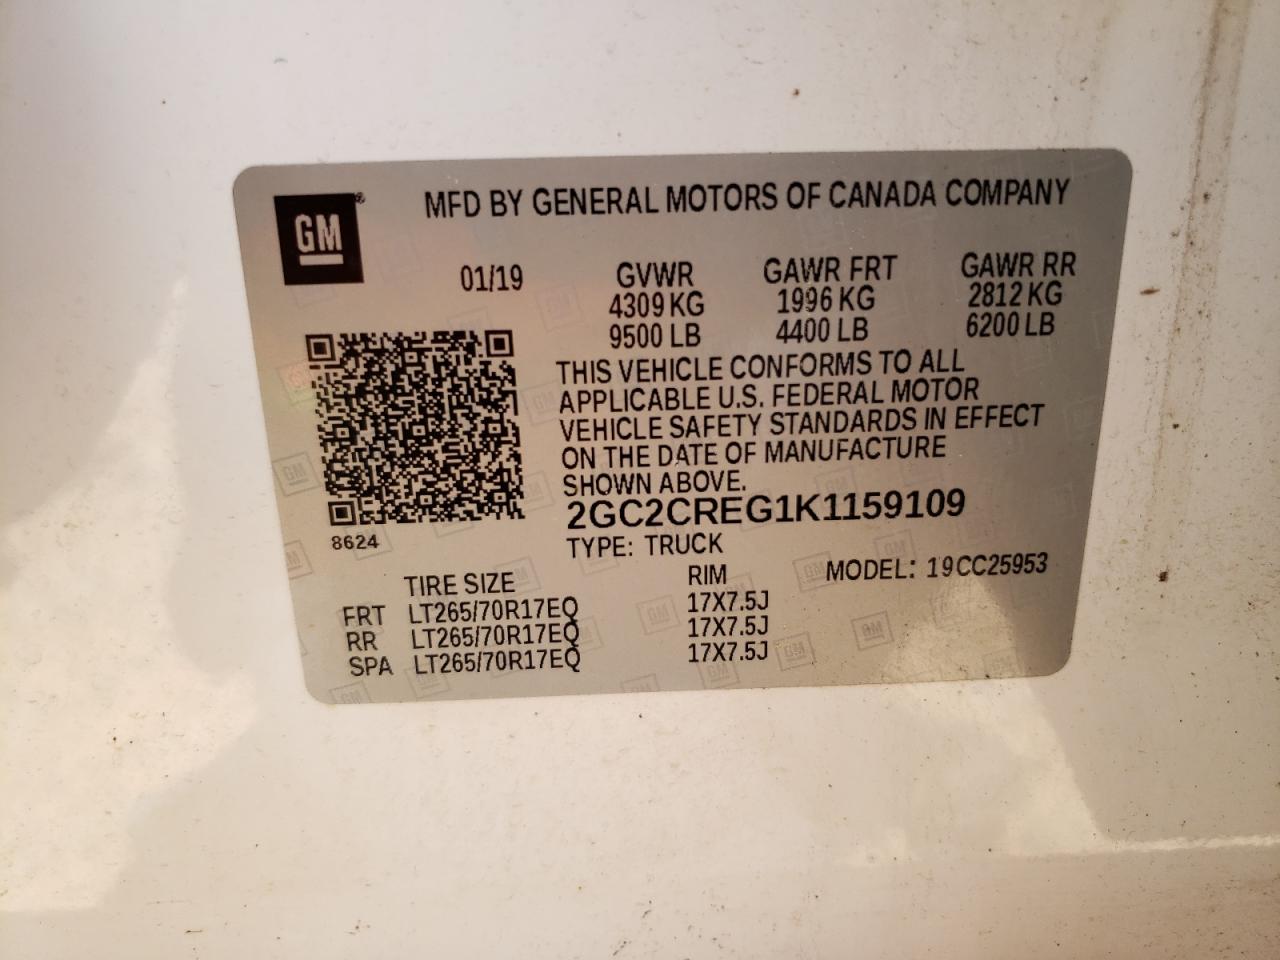 GM®
MFD BY GENERAL MOTORS OF CANADA COMPANY
01/19 GVWR GAWR FRT GAWR RR
4309 KG 1996 KG 2812 KG
9500 LB 4400 LB 6200 LB
THIS VEHICLE CONFORMS TO ALL
APPLICABLE U.S. FEDERAL MOTOR
VEHICLE SAFETY STANDARDS IN EFFECT
ON THE DATE OF MANUFACTURE
SHOWN ABOVE.
2GC2CREG1K1159109
8624
TYPE: TRUCK
MODEL: 19CC25953
TIRE SIZE RIM
FRT LT265/70R17EQ 17X7.5J
RR LT265/70R17EQ 17X7.5J
SPA LT265/70R17EQ 17X7.5J